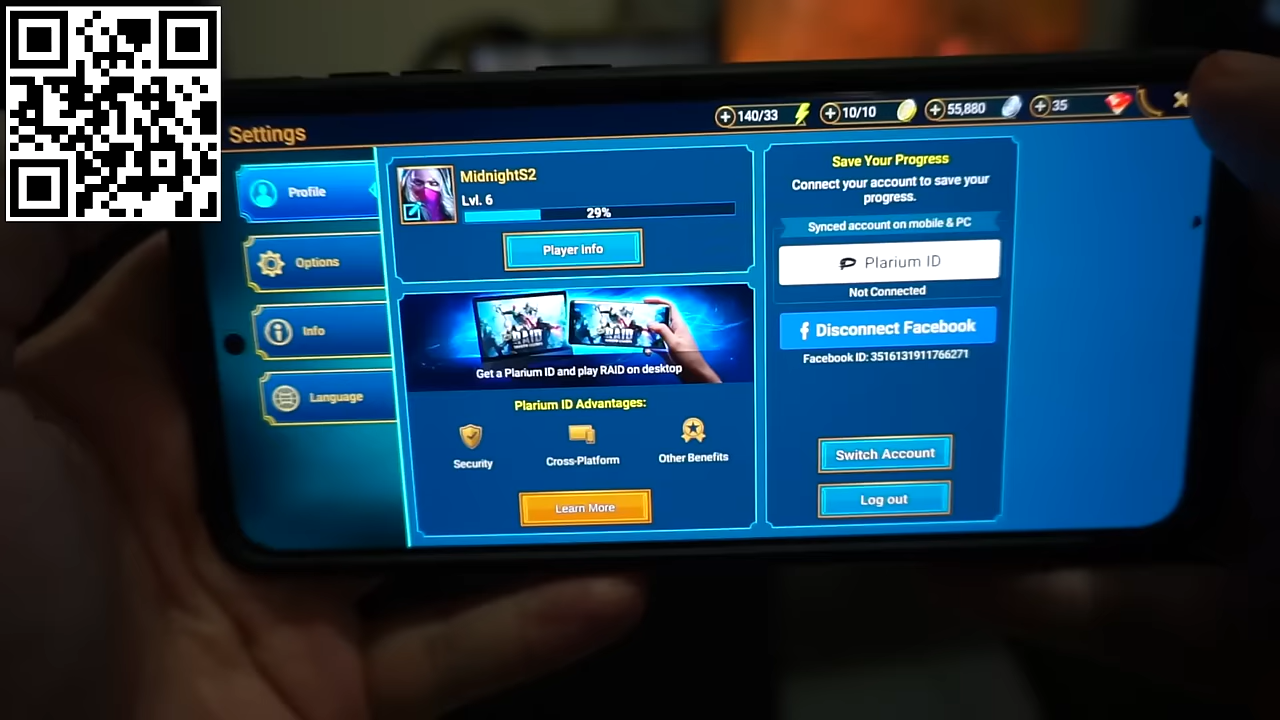 Settings
140/33
10/10
55,880
35
Profile
Options
Info
Language
MidnightS2
Lvl. 6
29%
Player Info
RAID
RAID
Get a Plarium ID and play RAID on desktop
Plarium ID Advantages:
Security
Cross-Platform
Other Benefits
Learn More
Save Your Progress
Connect your account to save your
progress.
Synced account on mobile & PC
Plarium ID
Not Connected
Disconnect Facebook
Facebook ID: 3516131911766271
Switch Account
Log out